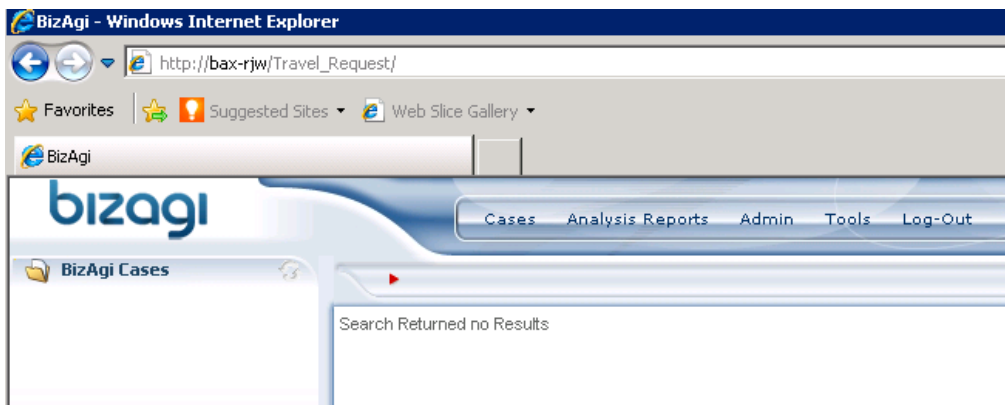 BizAgi - Windows Internet Explorer
http://bax-rjw/Travel_Request/
Favorites Suggested Sites Web Slice Gallery
BizAgi
bizagi
Cases Analysis Reports Admin Tools Log-Out
BizAgi Cases
Search Returned no Results